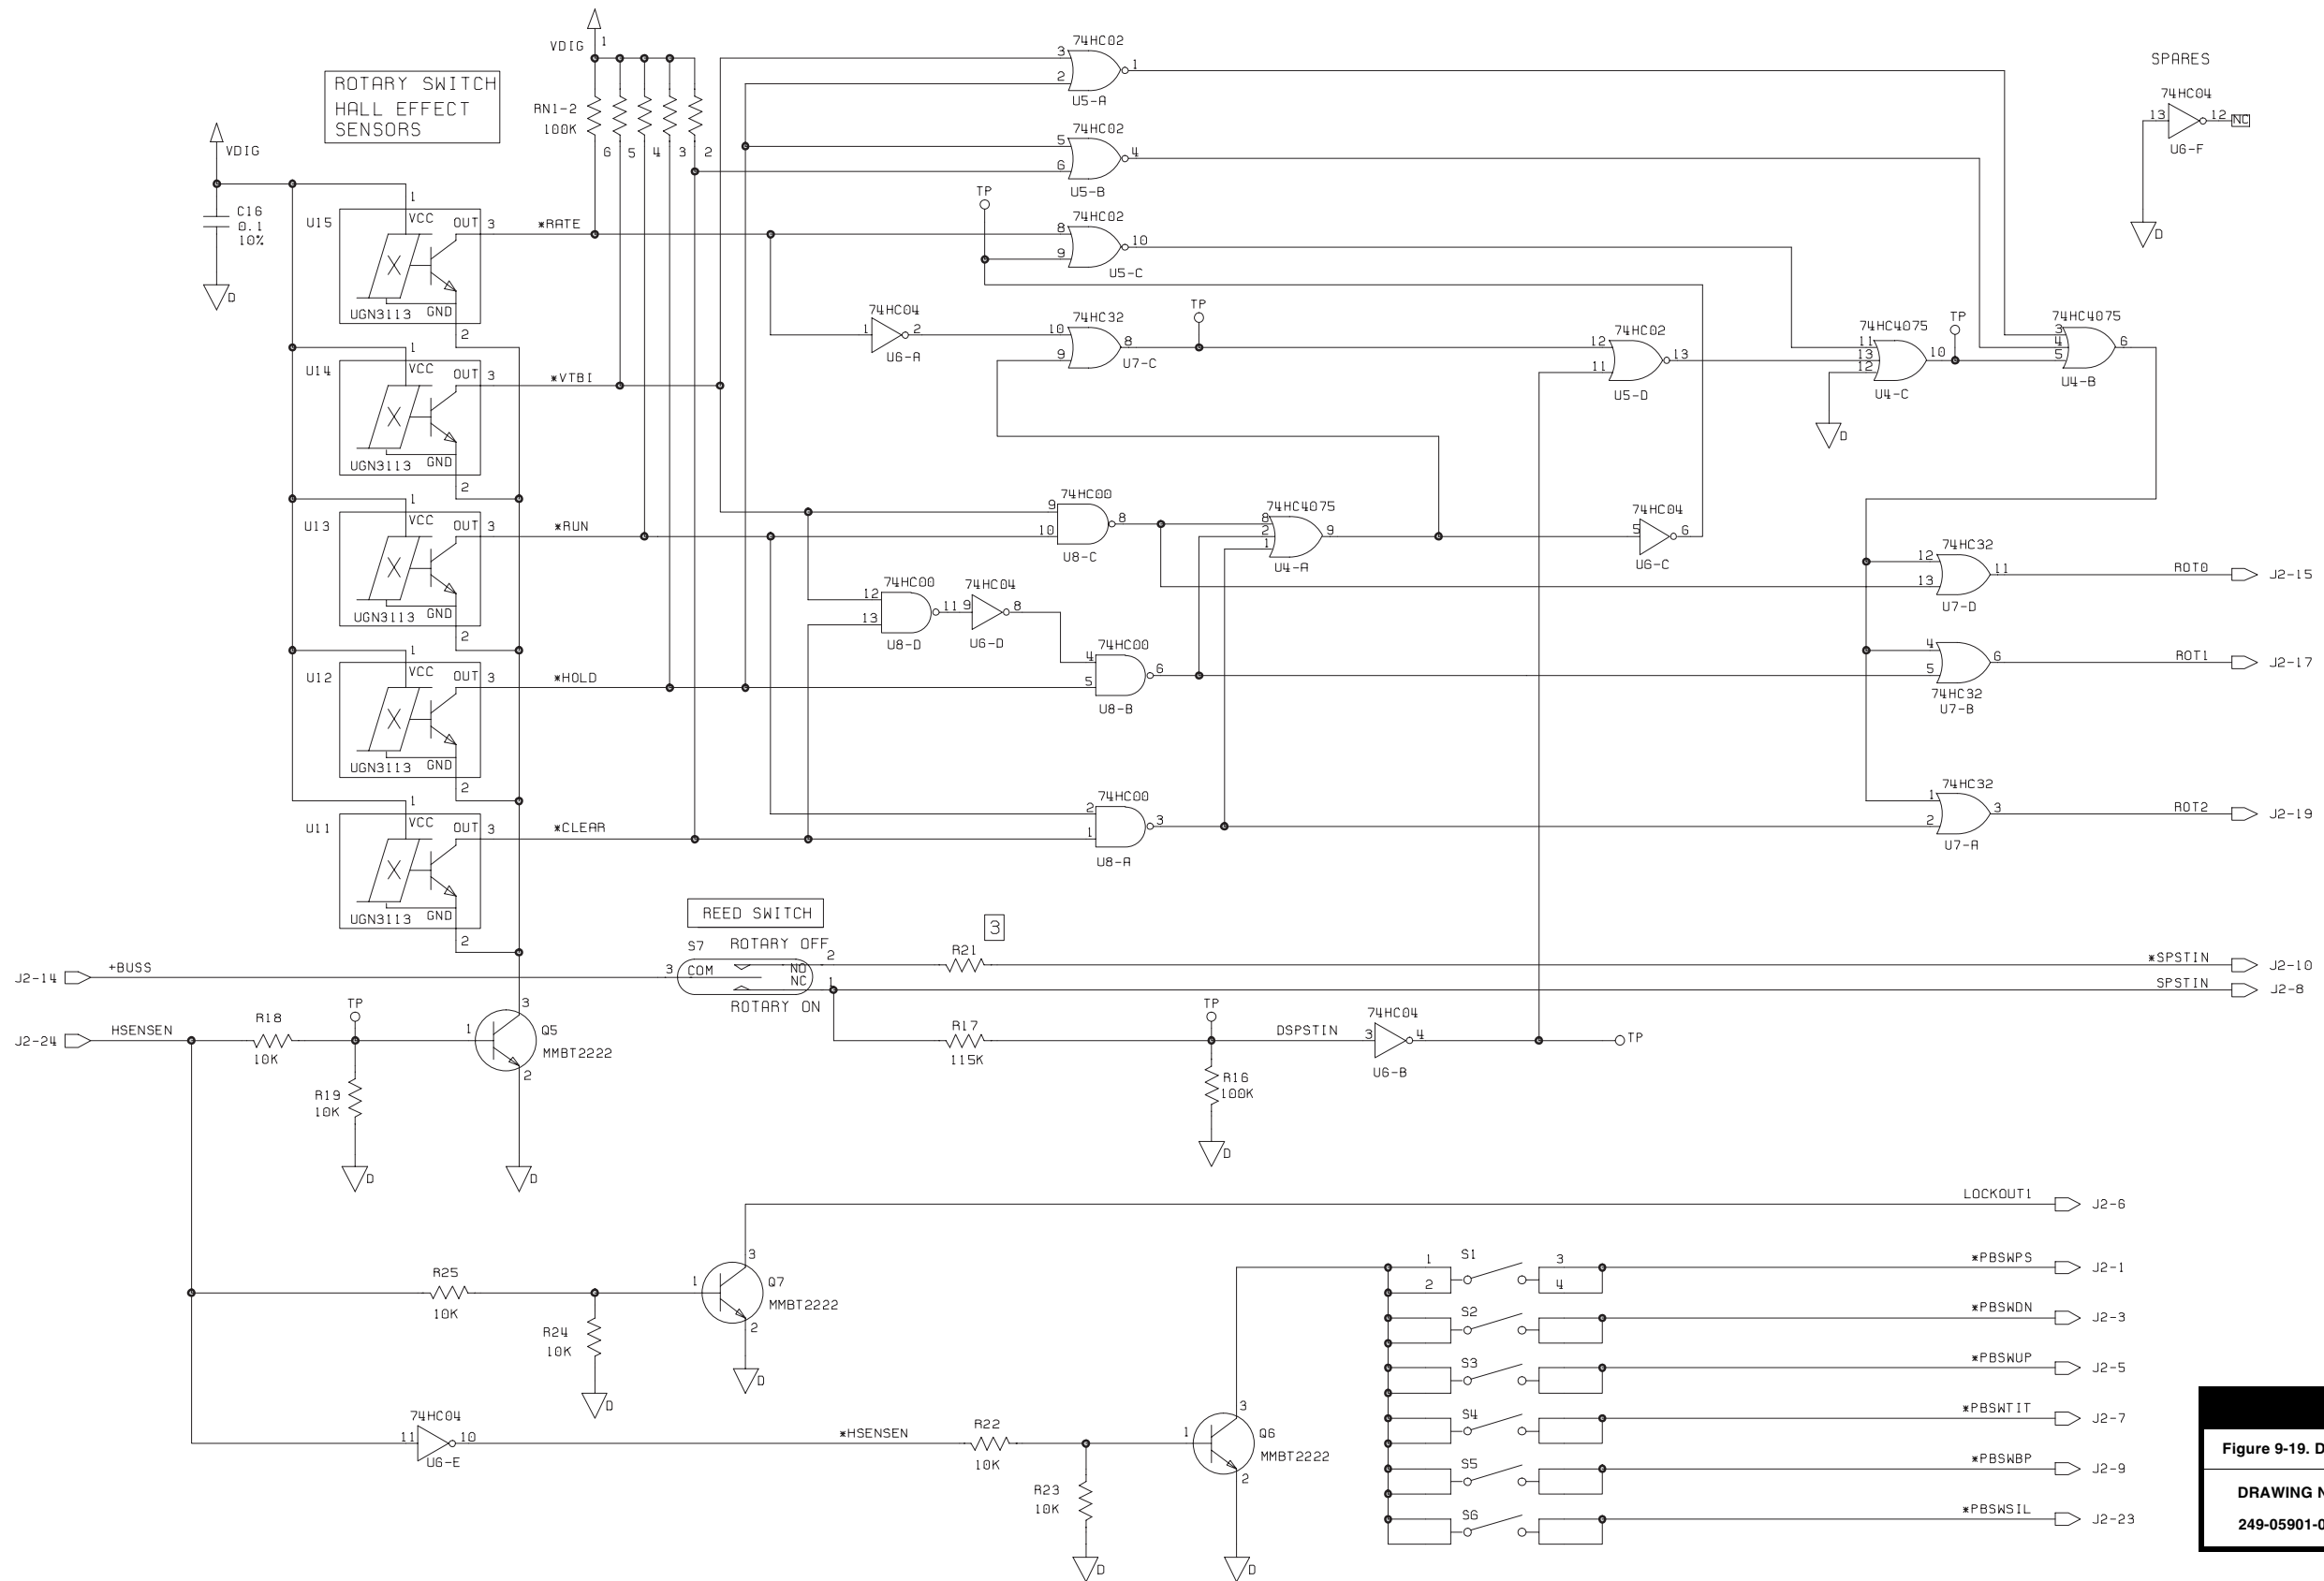 ROTARY SWITCH
HALL EFFECT
SENSORS
VDIG
C16
0.1
10%
D
VDIG
1
RN1-2
100K
6 5 4 3 2
U15
1
VCC
OUT 3
GND
UGN3113
2
*RATE
U14
1
VCC
OUT 3
GND
UGN3113
2
*VTBI
U13
1
VCC
OUT 3
GND
UGN3113
2
*RUN
U12
1
VCC
OUT 3
GND
UGN3113
2
*HOLD
U11
1
VCC
OUT 3
GND
UGN3113
2
*CLEAR
74HC02
3
2
1
U5-A
74HC02
5
6
4
U5-B
TP
74HC02
8
9
10
U5-C
74HC04
1
2
U6-A
74HC32
10
9
8
U7-C
TP
74HC02
12
11
13
U5-D
74HC4075
11
13
12
10
U4-C
D
TP
74HC4075
3
4
5
6
U4-B
SPARES
74HC04
13
12 NC
U6-F
D
74HC00
9
10
8
U8-C
74HC4075
8
2
1
9
U4-A
74HC04
5
6
U6-C
74HC00
12
13
11
U8-D
74HC04
9
8
U6-D
74HC00
4
5
6
U8-B
74HC00
2
1
3
U8-A
74HC32
12
13
11
U7-D
ROT0
J2-15
4
5
6
74HC32
U7-B
ROT1
J2-17
74HC32
1
2
3
U7-A
ROT2
J2-19
REED SWITCH
S7
ROTARY OFF
3
COM
NO
NC
2
1
ROTARY ON
J2-14
+BUSS
R21
3
*SPSTIN
J2-10
SPSTIN
J2-8
J2-24
HSENSEN
R18
10K
TP
R19
10K
D
1
3
2
Q5
MMBT2222
D
R17
115K
TP
R16
100K
D
DSPSTIN
74HC04
3
4
U6-B
TP
LOCKOUT1
J2-6
R25
10K
R24
10K
D
1
3
2
Q7
MMBT2222
D
74HC04
11
10
U6-E
*HSENSEN
R22
10K
R23
10K
D
1
3
2
Q6
MMBT2222
D
1
2
S1
3
4
*PBSWPS
J2-1
S2
*PBSWDN
J2-3
S3
*PBSWUP
J2-5
S4
*PBSWTIT
J2-7
S5
*PBSWBP
J2-9
S6
*PBSWSIL
J2-23
Figure 9-19. D
DRAWING N
249-05901-0